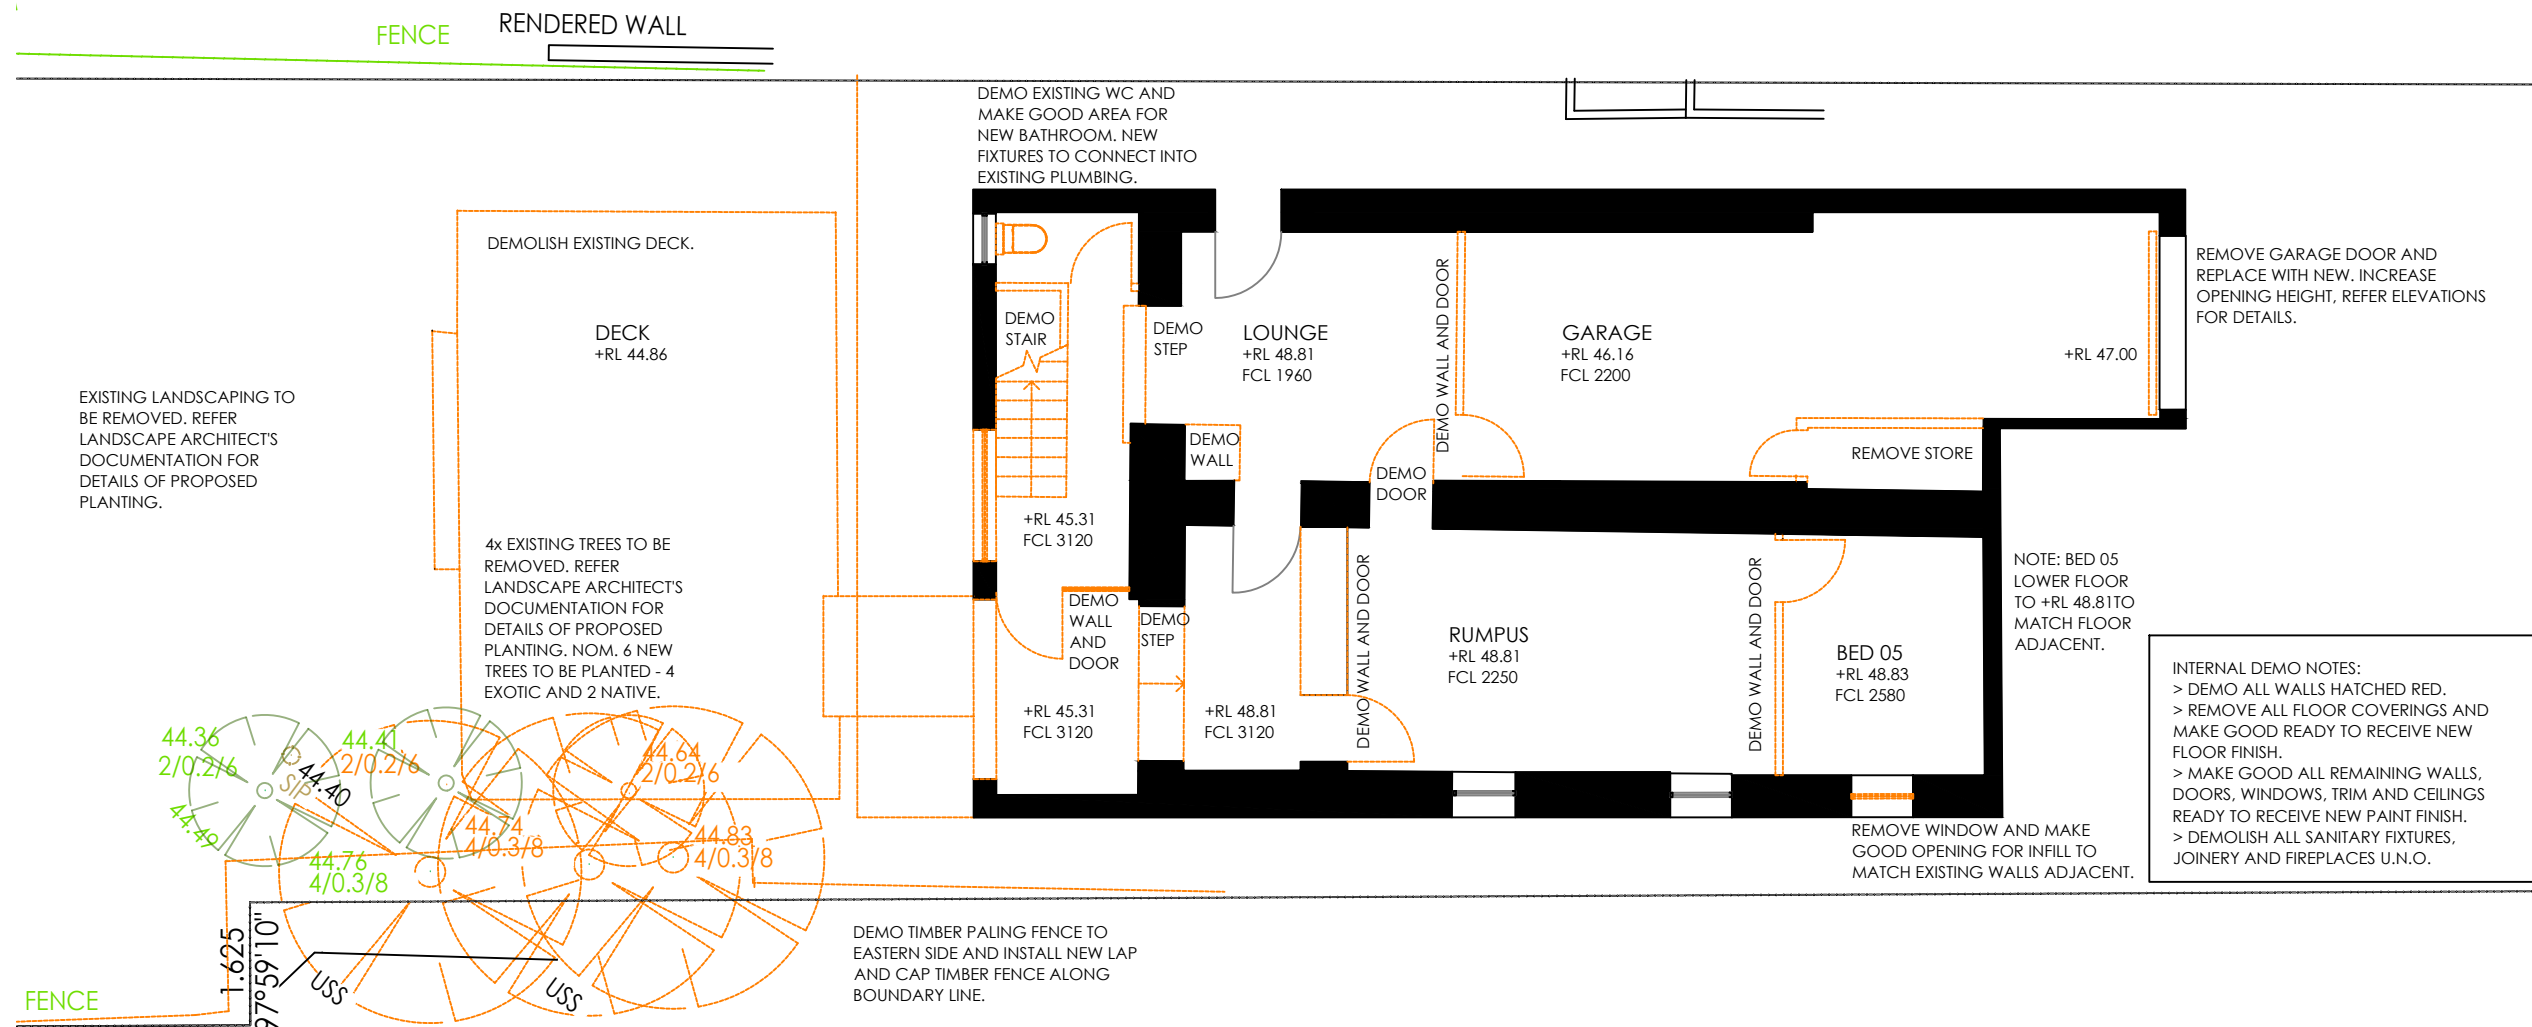 FENCE
RENDERED WALL
DEMO EXISTING WC AND
MAKE GOOD AREA FOR
NEW BATHROOM. NEW
FIXTURES TO CONNECT INTO
EXISTING PLUMBING.
DEMOLISH EXISTING DECK.
DECK
+RL 44.86
EXISTING LANDSCAPING TO
BE REMOVED. REFER
LANDSCAPE ARCHITECT'S
DOCUMENTATION FOR
DETAILS OF PROPOSED
PLANTING.
4x EXISTING TREES TO BE
REMOVED. REFER
LANDSCAPE ARCHITECT'S
DOCUMENTATION FOR
DETAILS OF PROPOSED
PLANTING. NOM. 6 NEW
TREES TO BE PLANTED - 4
EXOTIC AND 2 NATIVE.
DEMO
STAIR
DEMO
STEP
LOUNGE
+RL 48.81
FCL 1960
DEMO WALL AND DOOR
GARAGE
+RL 46.16
FCL 2200
+RL 47.00
REMOVE GARAGE DOOR AND
REPLACE WITH NEW. INCREASE
OPENING HEIGHT, REFER ELEVATIONS
FOR DETAILS.
DEMO
WALL
DEMO
DOOR
REMOVE STORE
+RL 45.31
FCL 3120
DEMO
WALL
AND
DOOR
DEMO
STEP
DEMO WALL AND DOOR
RUMPUS
+RL 48.81
FCL 2250
DEMO WALL AND DOOR
BED 05
+RL 48.83
FCL 2580
NOTE: BED 05
LOWER FLOOR
TO +RL 48.81TO
MATCH FLOOR
ADJACENT.
+RL 45.31
FCL 3120
+RL 48.81
FCL 3120
INTERNAL DEMO NOTES:
> DEMO ALL WALLS HATCHED RED.
> REMOVE ALL FLOOR COVERINGS AND
MAKE GOOD READY TO RECEIVE NEW
FLOOR FINISH.
> MAKE GOOD ALL REMAINING WALLS,
DOORS, WINDOWS, TRIM AND CEILINGS
READY TO RECEIVE NEW PAINT FINISH.
> DEMOLISH ALL SANITARY FIXTURES,
JOINERY AND FIREPLACES U.N.O.
REMOVE WINDOW AND MAKE
GOOD OPENING FOR INFILL TO
MATCH EXISTING WALLS ADJACENT.
44.36
2/0.2/6
SIP
44.40
44.41
2/0.2/6
44.64
2/0.2/6
44.49
44.74
4/0.3/8
44.83
4/0.3/8
44.76
4/0.3/8
1.625
97°59'10"
USS
USS
DEMO TIMBER PALING FENCE TO
EASTERN SIDE AND INSTALL NEW LAP
AND CAP TIMBER FENCE ALONG
BOUNDARY LINE.
FENCE